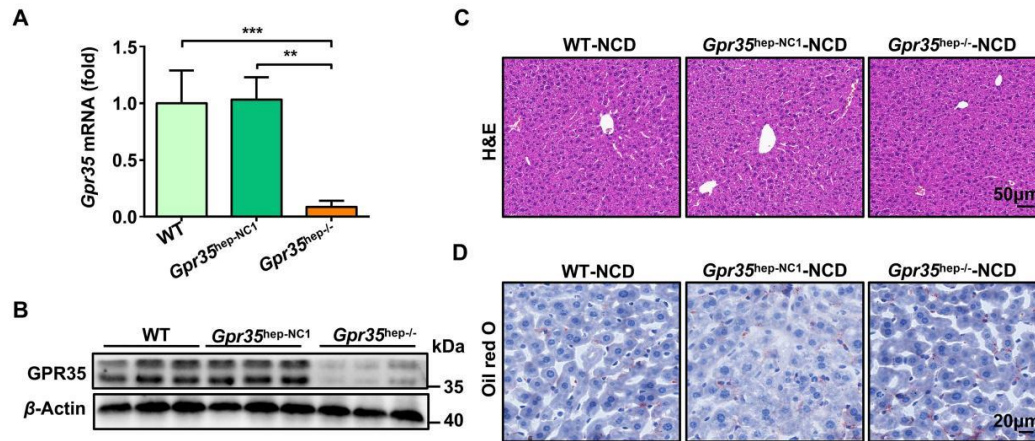 A
***
**
1.5
1.0
0.5
0.0
Gpr35 mRNA (fold)
WT
Gpr35hep-NC1
Gpr35hep-/-
B
WT Gpr35hep-NC1 Gpr35hep-/- kDa
GPR35
35
β-Actin
40
C
WT-NCD Gpr35hep-NC1-NCD Gpr35hep-/--NCD
H&E
50μm
D
WT-NCD Gpr35hep-NC1-NCD Gpr35hep-/--NCD
Oil red O
20μm